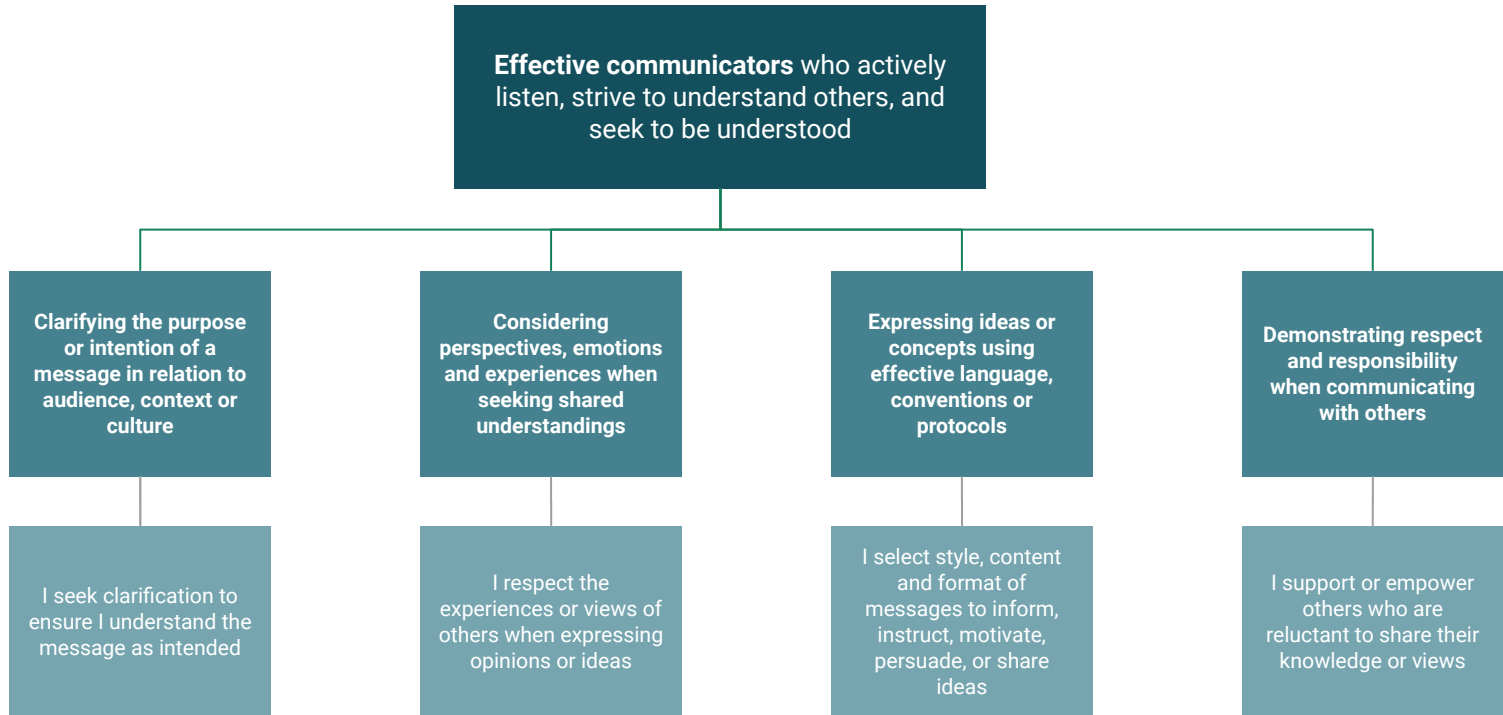 Effective communicators who actively
listen, strive to understand others, and
seek to be understood
Clarifying the purpose
or intention of a
message in relation to
audience, context or
culture
Considering
perspectives, emotions
and experiences when
seeking shared
understandings
Expressing ideas or
concepts using
effective language,
conventions or
protocols
Demonstrating respect
and responsibility
when communicating
with others
I seek clarification to
ensure I understand the
message as intended
I respect the
experiences or views of
others when expressing
opinions or ideas
I select style, content
and format of
messages to inform,
instruct, motivate,
persuade, or share
ideas
I support or empower
others who are
reluctant to share their
knowledge or views